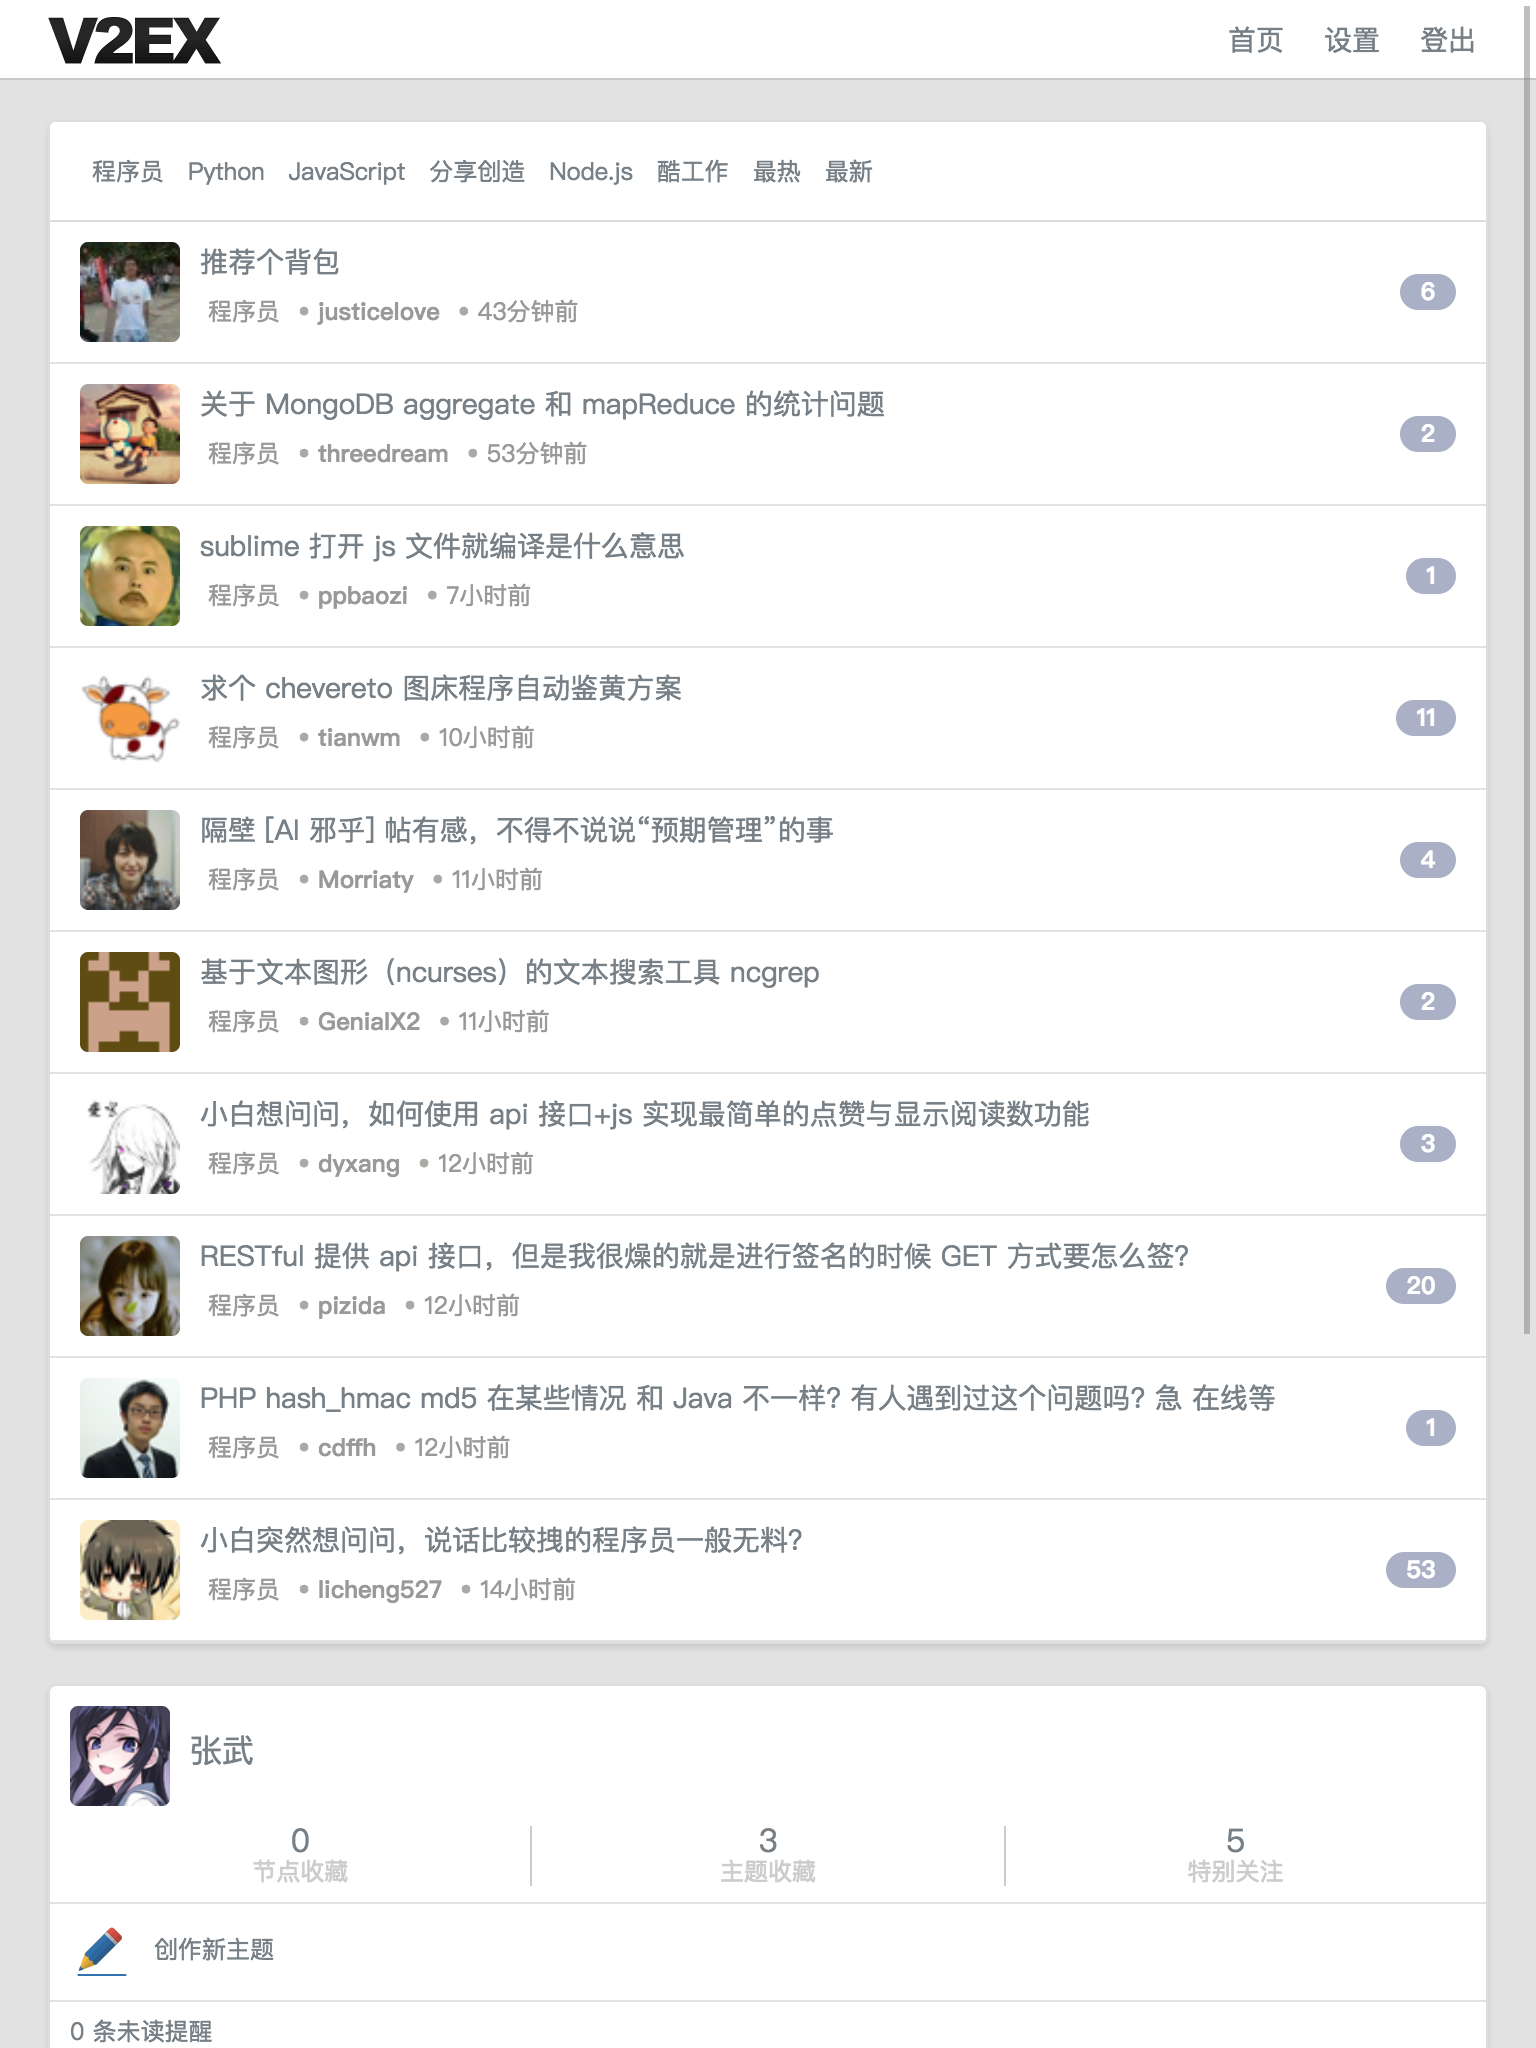 V2EX
首页 设置 登出
程序员 Python JavaScript 分享创造 Node.js 酷工作 最热 最新
推荐个背包
程序员 • justicelove • 43分钟前
6
关于 MongoDB aggregate 和 mapReduce 的统计问题
程序员 • threedream • 53分钟前
2
sublime 打开 js 文件就编译是什么意思
程序员 • ppbaozi • 7小时前
1
求个 chevereto 图床程序自动鉴黄方案
程序员 • tianwm • 10小时前
11
隔壁 [AI 邪乎] 帖有感，不得不说说“预期管理”的事
程序员 • Morriaty • 11小时前
4
基于文本图形（ncurses）的文本搜索工具 ncgrep
程序员 • GenialX2 • 11小时前
2
小白想问问，如何使用 api 接口+js 实现最简单的点赞与显示阅读数功能
程序员 • dyxang • 12小时前
3
RESTful 提供 api 接口，但是我很燥的就是进行签名的时候 GET 方式要怎么签?
程序员 • pizida • 12小时前
20
PHP hash_hmac md5 在某些情况 和 Java 不一样? 有人遇到过这个问题吗? 急 在线等
程序员 • cdffh • 12小时前
1
小白突然想问问，说话比较拽的程序员一般无料?
程序员 • licheng527 • 14小时前
53
张武
0 3 5
节点收藏 主题收藏 特别关注
创作新主题
0 条未读提醒